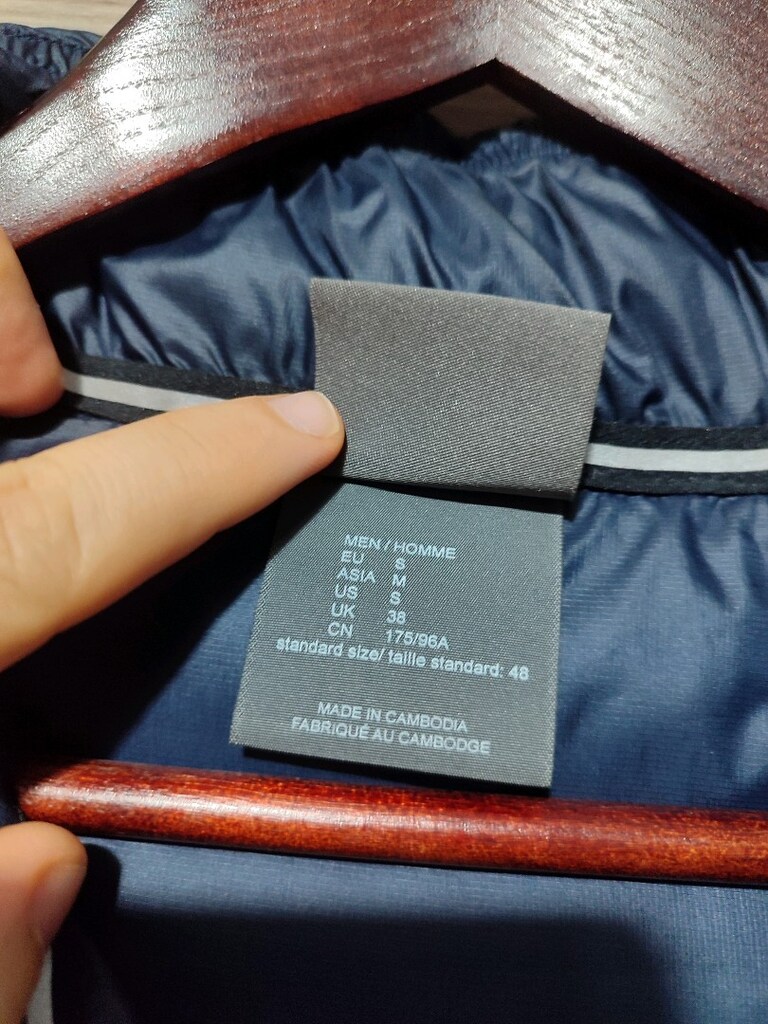 MEN / HOMME
EU S
ASIA M
US S
UK 38
CN 175/96A
standard size/ taille standard: 48
MADE IN CAMBODIA
FABRIQUÉ AU CAMBODGE